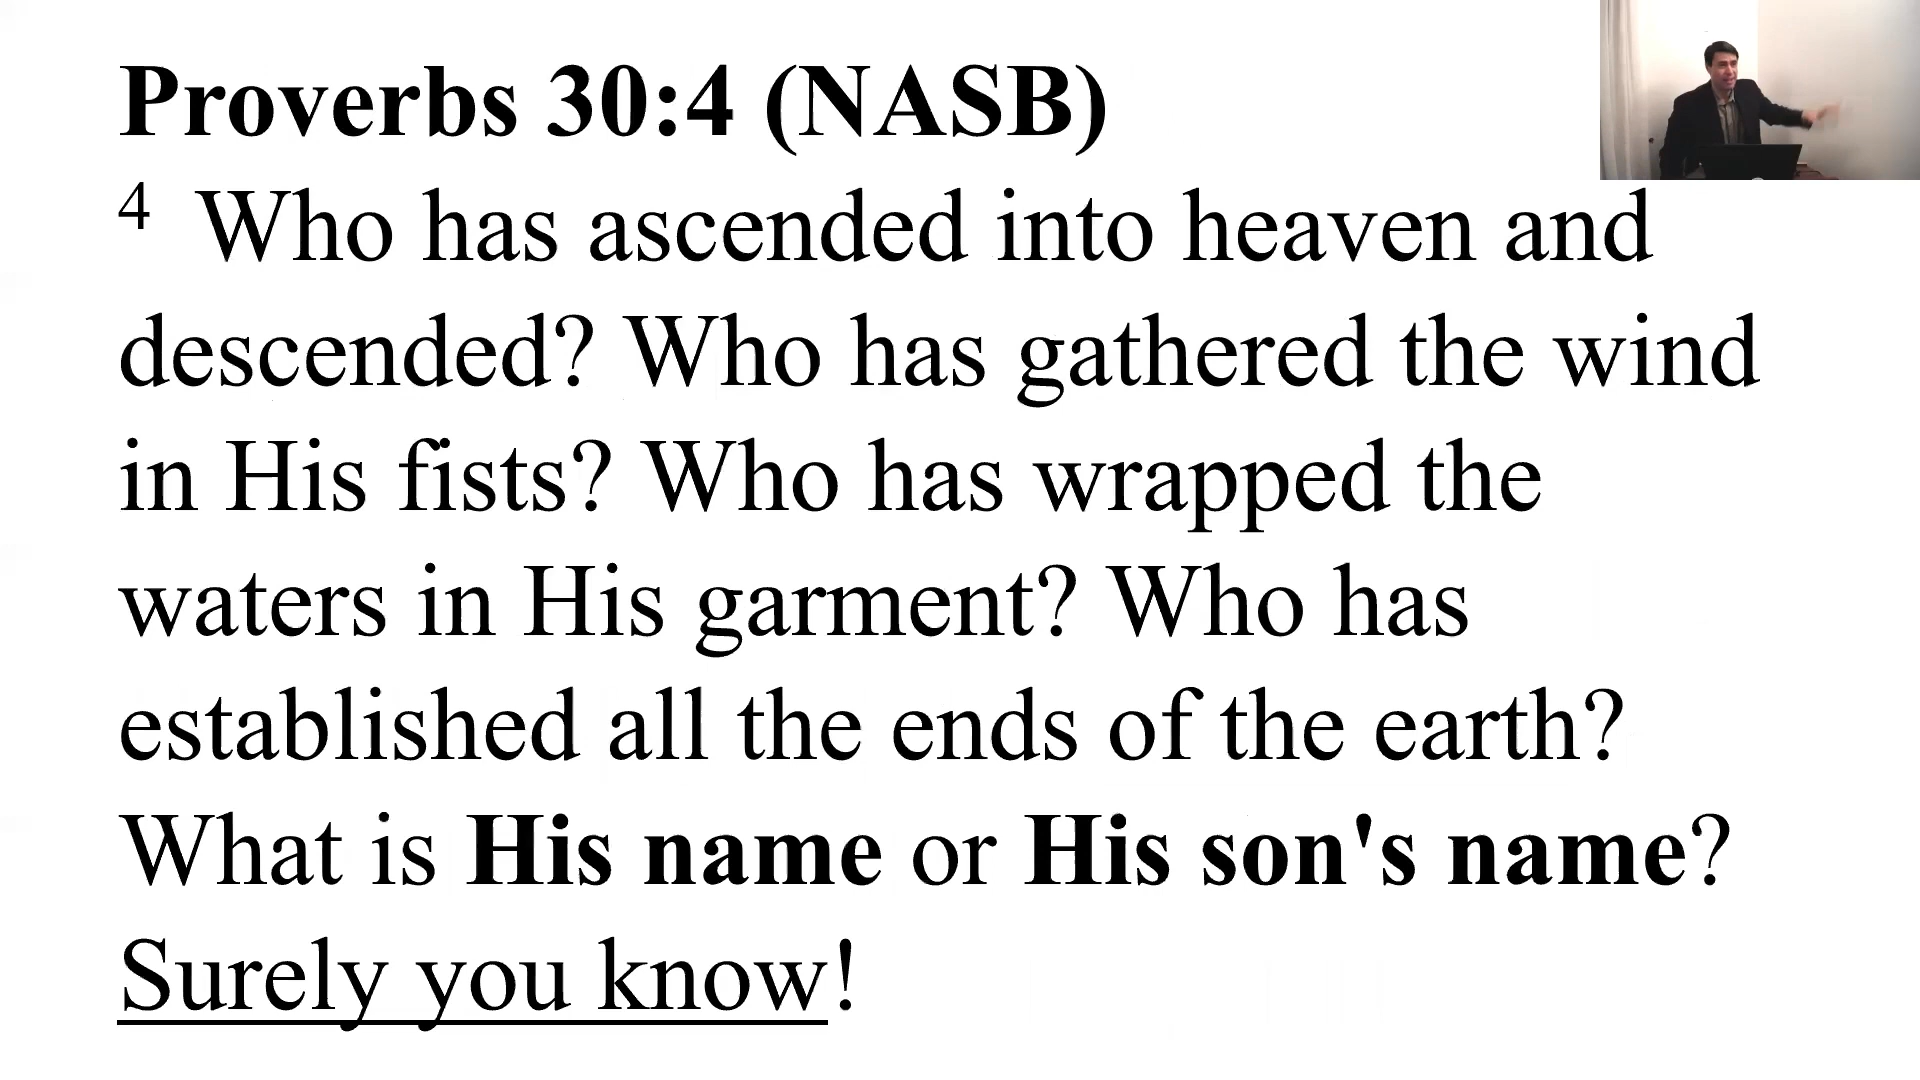 Proverbs 30:4 (NASB)
4 Who has ascended into heaven and
descended? Who has gathered the wind
in His fists? Who has wrapped the
waters in His garment? Who has
established all the ends of the earth?
What is His name or His son's name?
Surely you know!